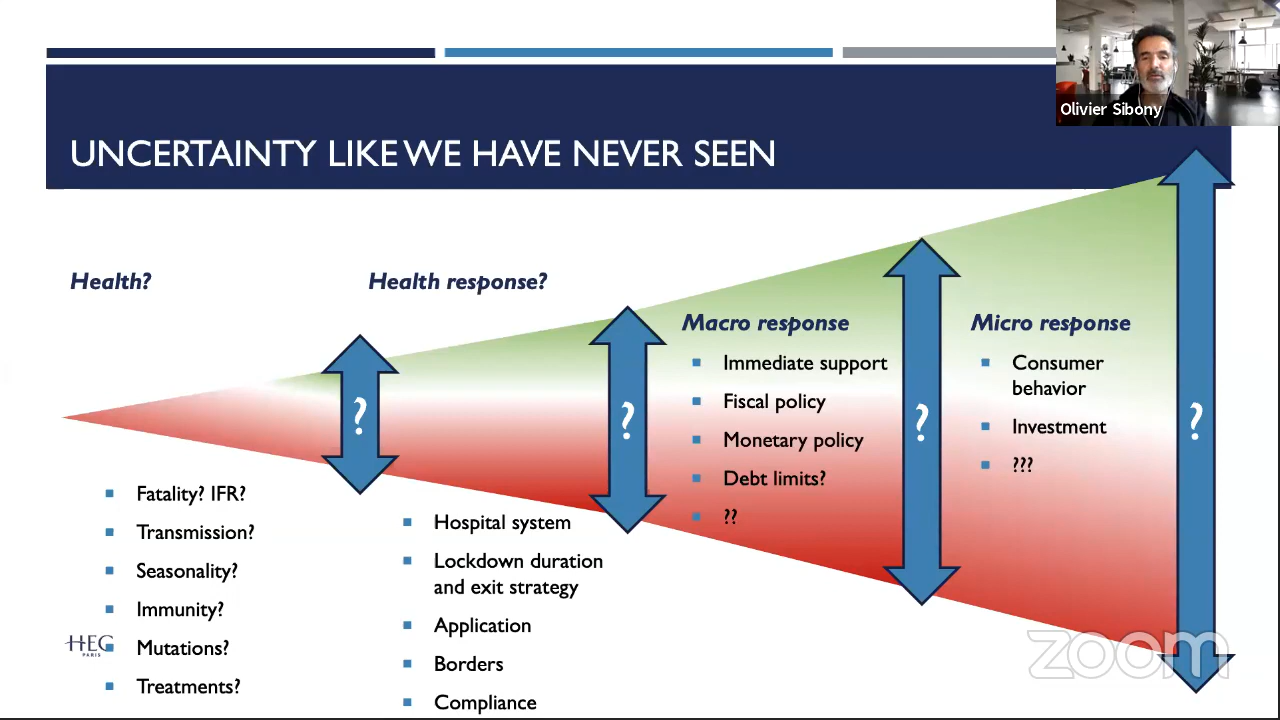 Olivier Sibony
UNCERTAINTY LIKE WE HAVE NEVER SEEN
Health?
Fatality? IFR?
Transmission?
Seasonality?
Immunity?
Mutations?
Treatments?
?
Health response?
Hospital system
Lockdown duration
and exit strategy
Application
Borders
Compliance
?
Macro response
Immediate support
Fiscal policy
Monetary policy
Debt limits?
??
?
Micro response
Consumer
behavior
Investment
???
?
HEC
PARIS
zoom